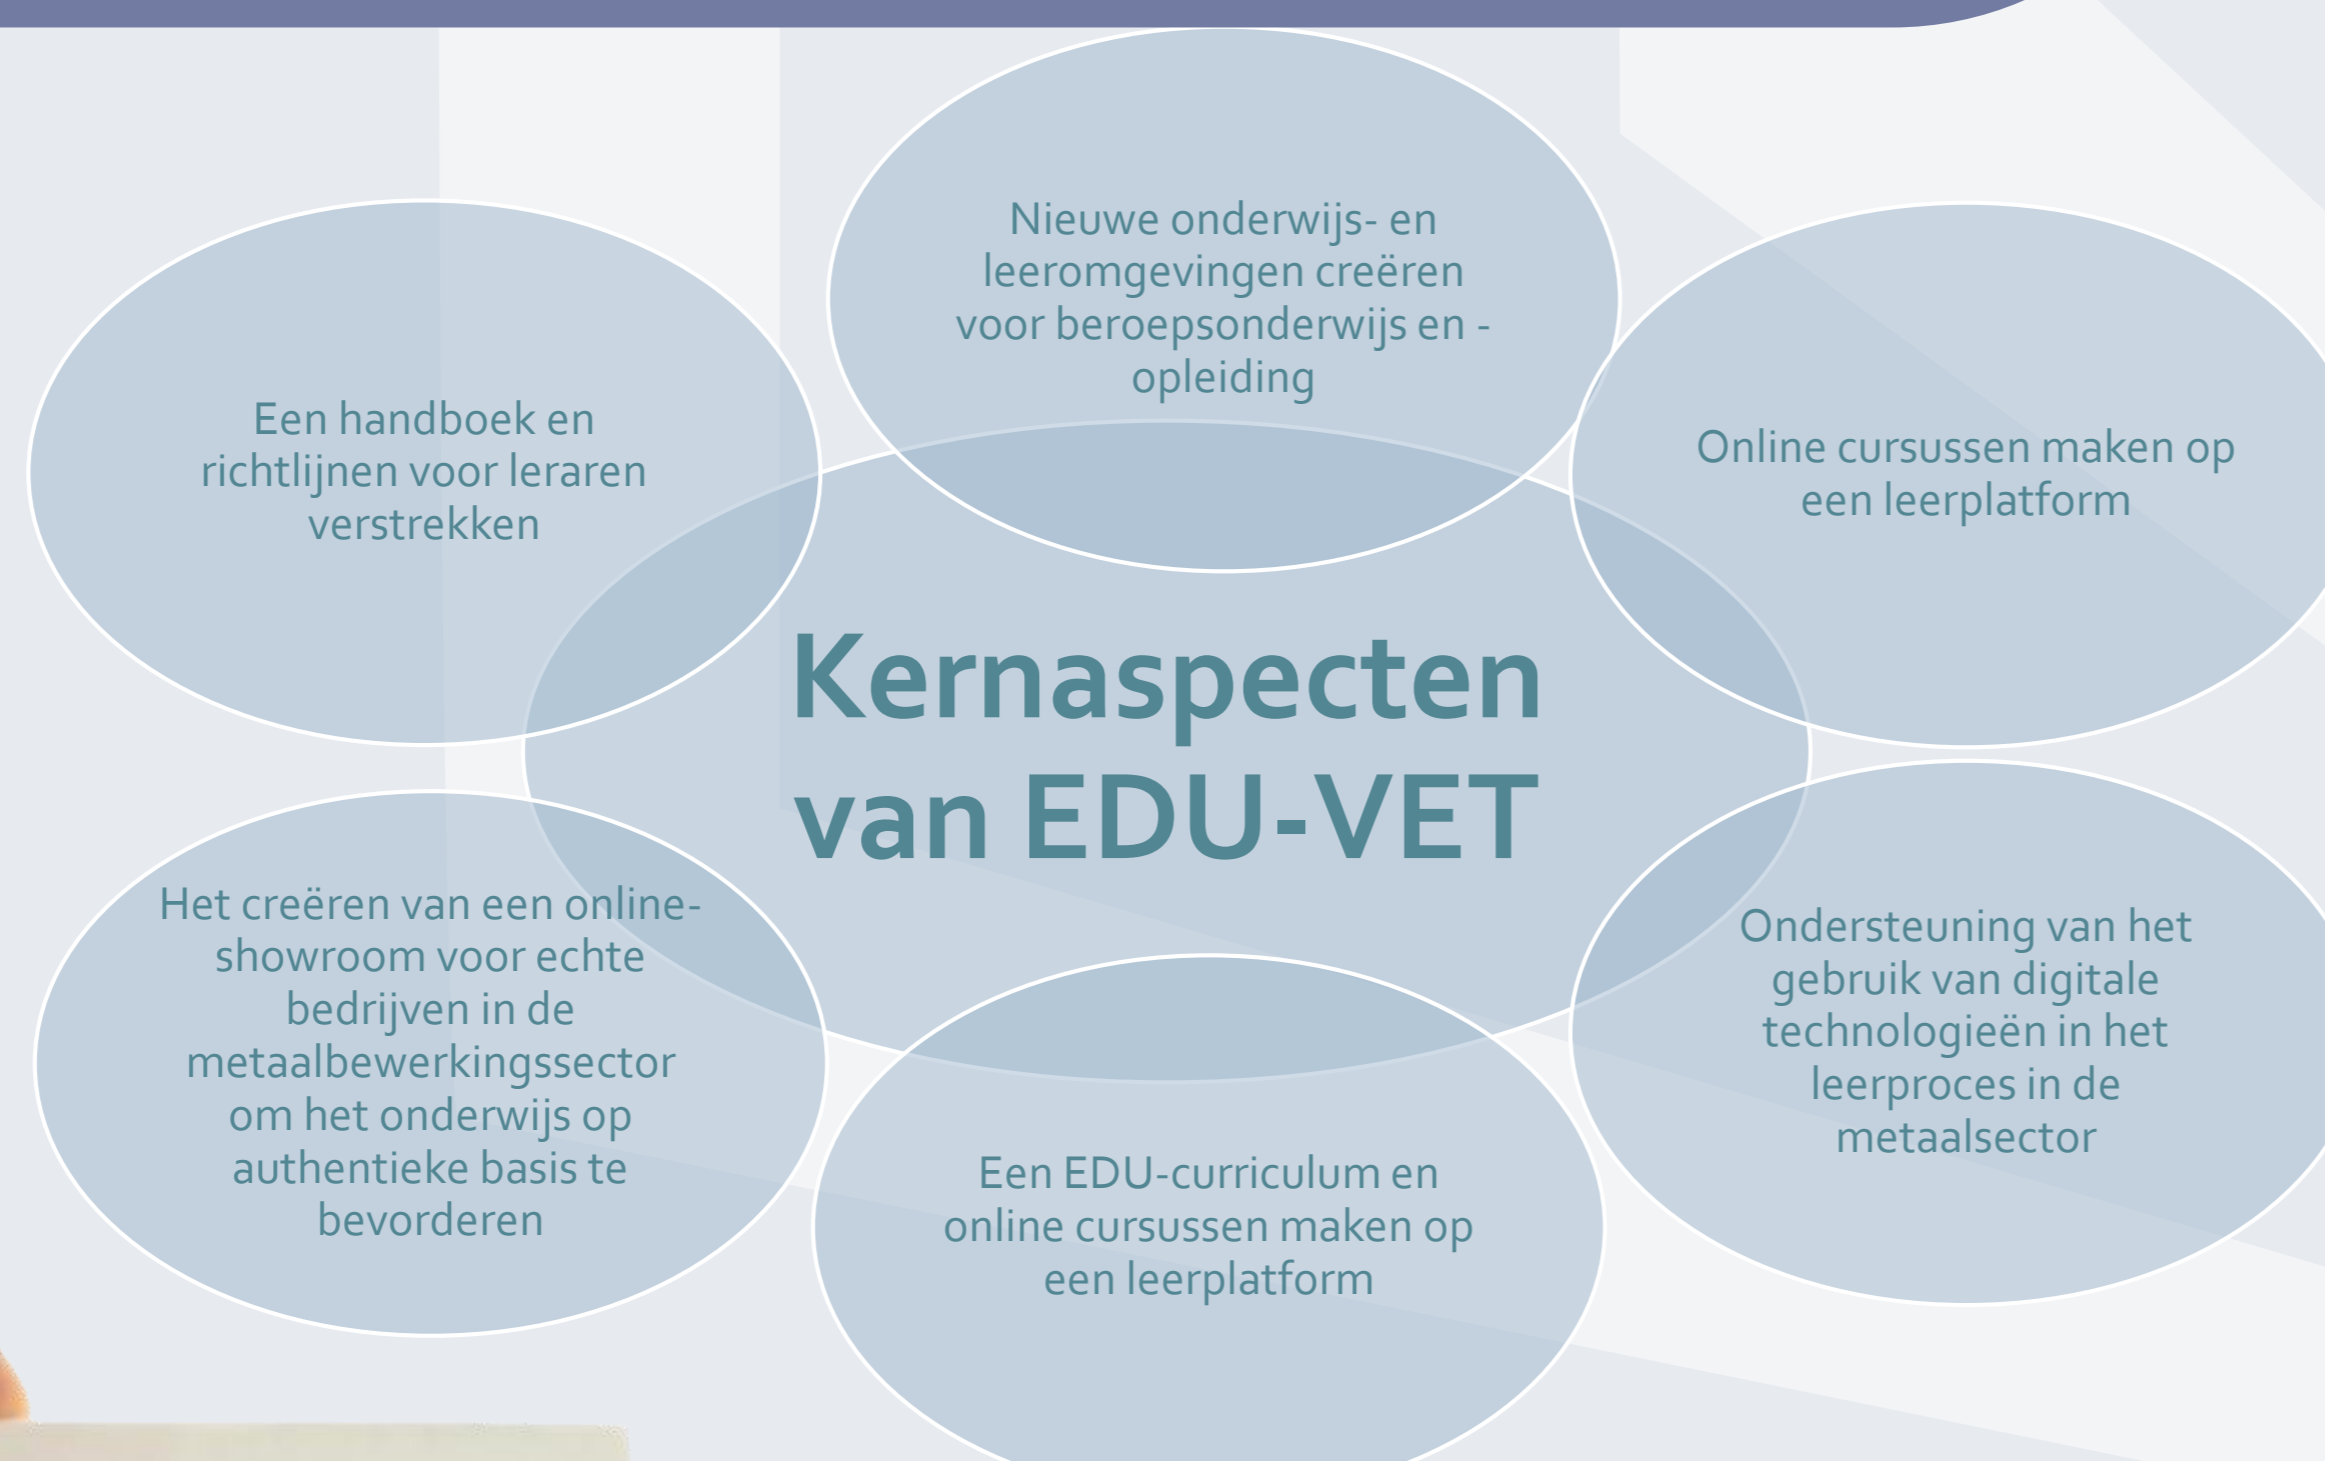 Nieuwe onderwijs- en
leeromgevingen creëren
voor beroepsonderwijs en -
opleiding
Een handboek en
richtlijnen voor leraren
verstrekken
Online cursussen maken op
een leerplatform
Kernaspecten
van EDU-VET
Het creëren van een online-
showroom voor echte
bedrijven in de
metaalbewerkingssector
om het onderwijs op
authentieke basis te
bevorderen
Ondersteuning van het
gebruik van digitale
technologieën in het
leerproces in de
metaalsector
Een EDU-curriculum en
online cursussen maken op
een leerplatform